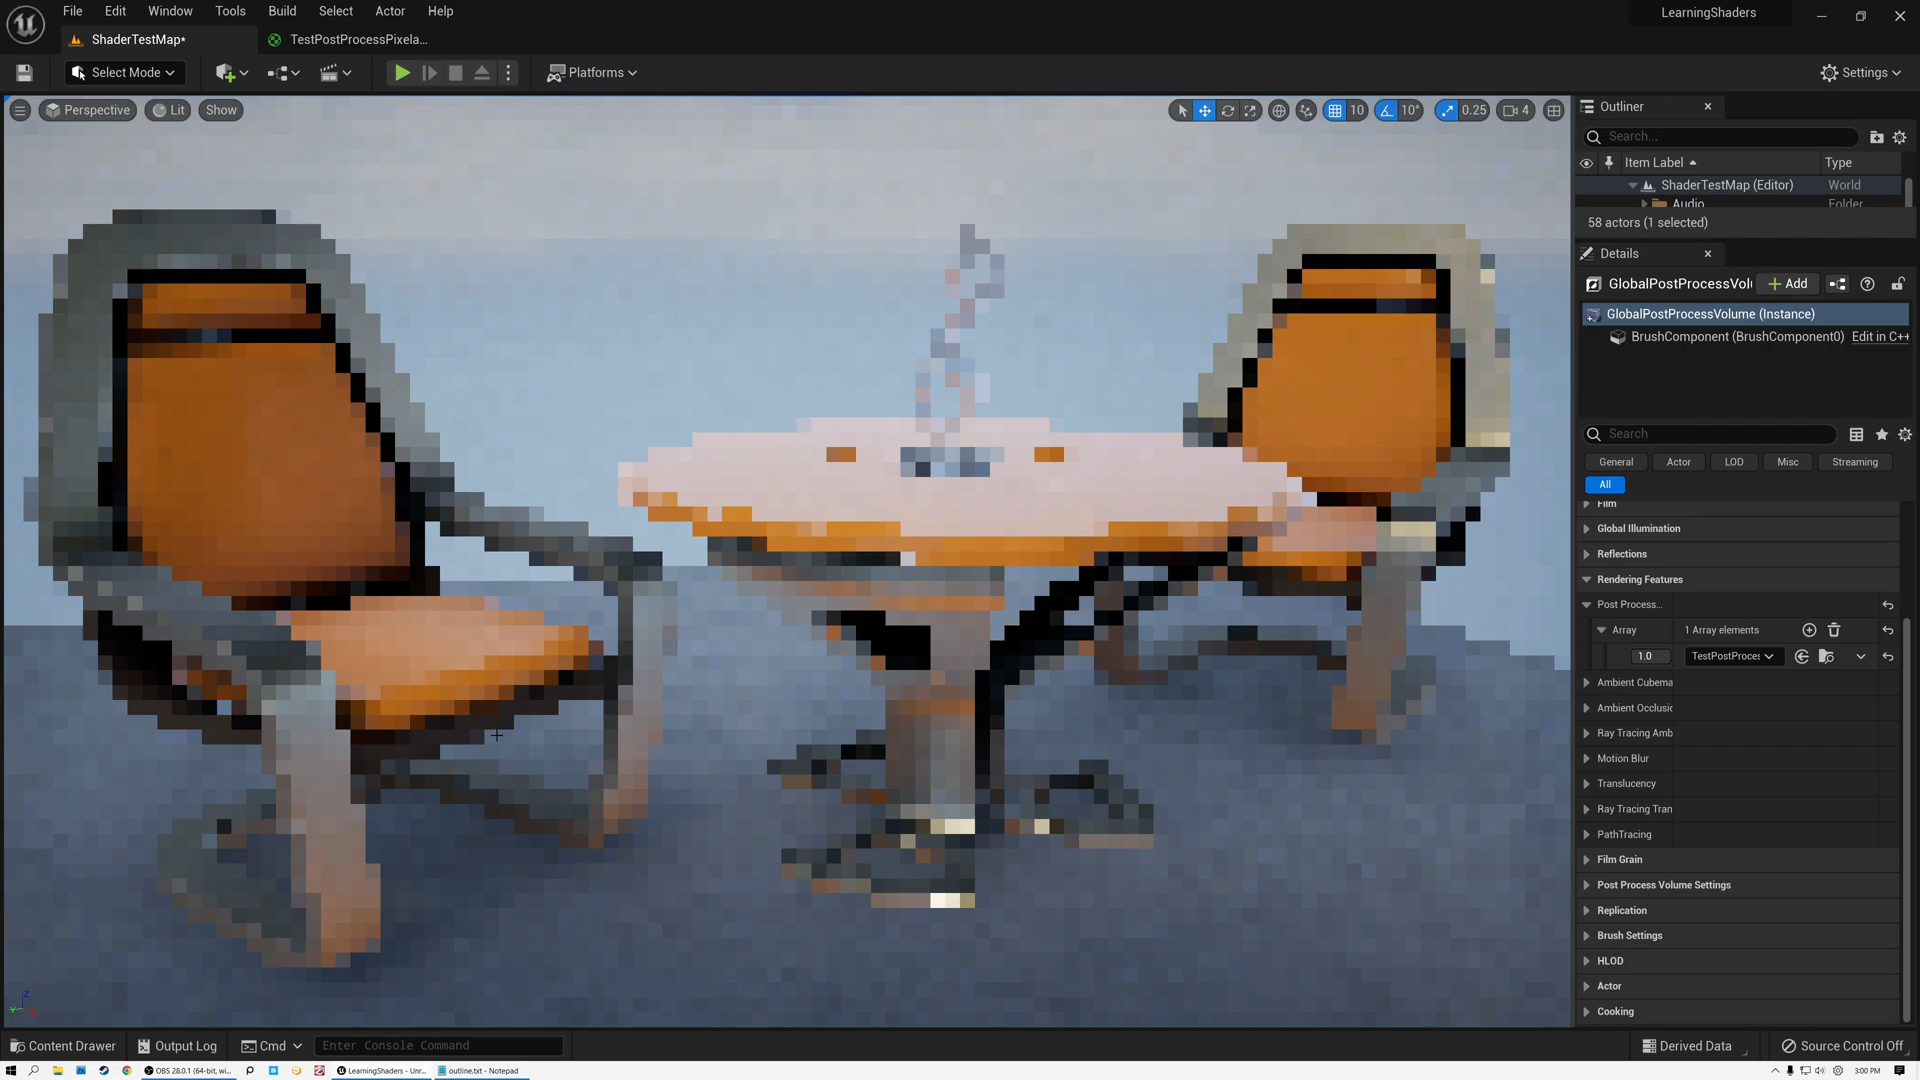 File Edit Window Tools Build Select Actor Help
LearningShaders
ShaderTestMap*
TestPostProcessPixela...
Select Mode
Platforms
Settings
Perspective
Lit
Show
10
10°
0.25
4
Outliner
Search...
Item Label
Type
ShaderTestMap (Editor)
World
Audio
Folder
58 actors (1 selected)
Details
GlobalPostProcessVol
Add
GlobalPostProcessVolume (Instance)
BrushComponent (BrushComponent0)
Edit in C++
Search
General
Actor
LOD
Misc
Streaming
All
Film
Global Illumination
Reflections
Rendering Features
Post Process...
Array
1 Array elements
1.0
TestPostProces
Ambient Cubema
Ambient Occlusic
Ray Tracing Amb
Motion Blur
Translucency
Ray Tracing Tran
PathTracing
Film Grain
Post Process Volume Settings
Replication
Brush Settings
HLOD
Actor
Cooking
Content Drawer
Output Log
Cmd
Enter Console Command
Derived Data
Source Control Off
OBS 28.0.1 (64-bit, wi...
LearningShaders - Unr...
outline.txt - Notepad
3:00 PM